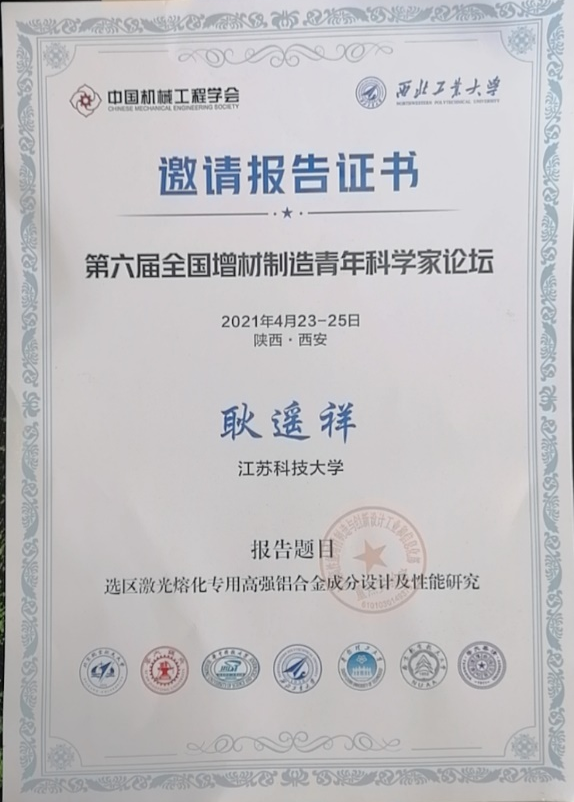 中国机械工程学会
CHINESE MECHANICAL ENGINEERING SOCIETY
西北工业大学
NORTHWESTERN POLYTECHNICAL UNIVERSITY
邀请报告证书
第六届全国增材制造青年科学家论坛
2021年4月23-25日
陕西·西安
耿遥祥
江苏科技大学
报告题目
选区激光熔化专用高强铝合金成分设计及性能研究